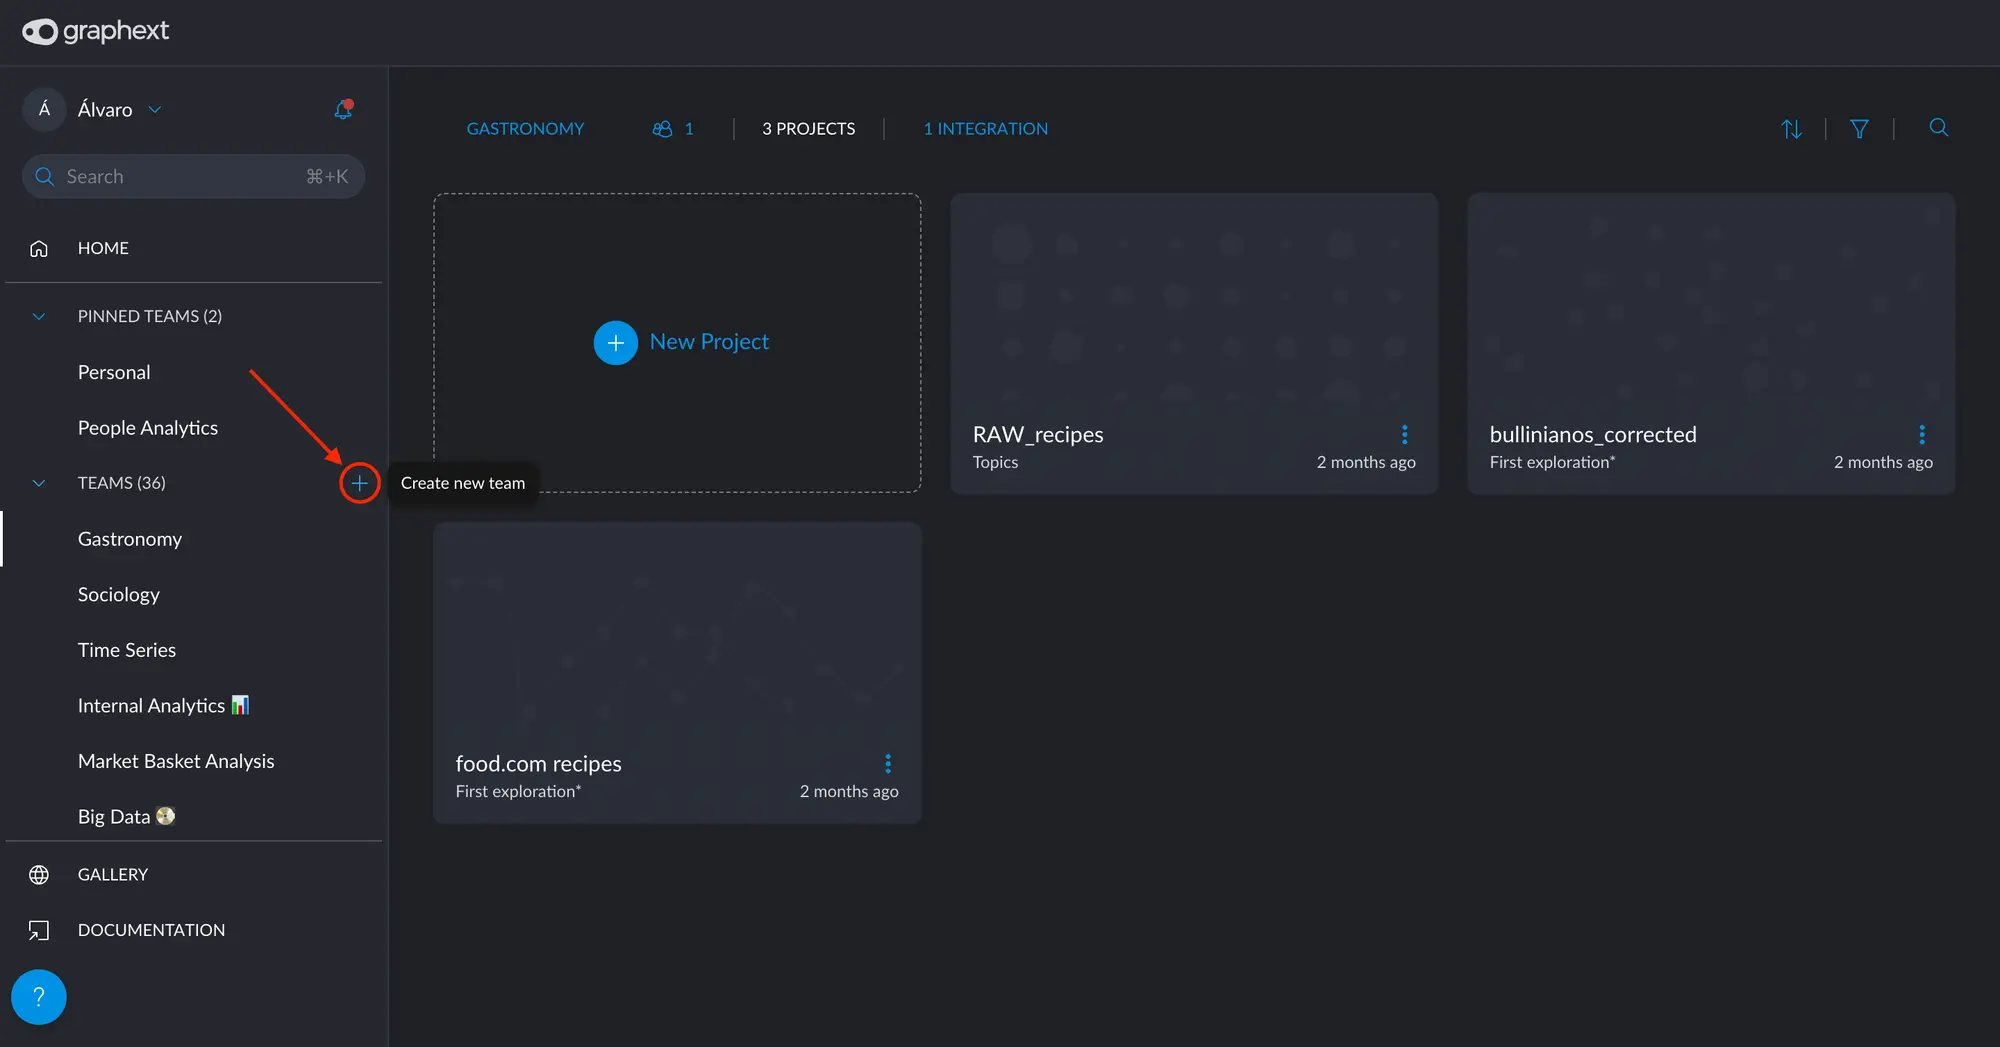 graphext
Á Álvaro
Search ⌘+K
HOME
PINNED TEAMS (2)
Personal
People Analytics
TEAMS (36)
Create new team
Gastronomy
Sociology
Time Series
Internal Analytics 📊
Market Basket Analysis
Big Data 📀
GALLERY
DOCUMENTATION
?
GASTRONOMY 1 3 PROJECTS 1 INTEGRATION
New Project
RAW_recipes
Topics 2 months ago
bullinianos_corrected
First exploration* 2 months ago
food.com recipes
First exploration* 2 months ago